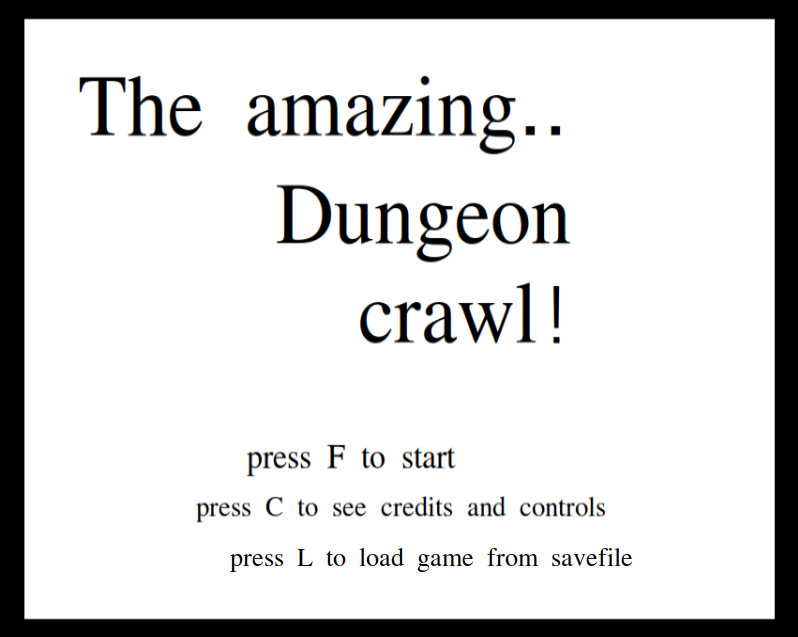 The amazing..
Dungeon
crawl!
press F to start
press C to see credits and controls
press L to load game from savefile